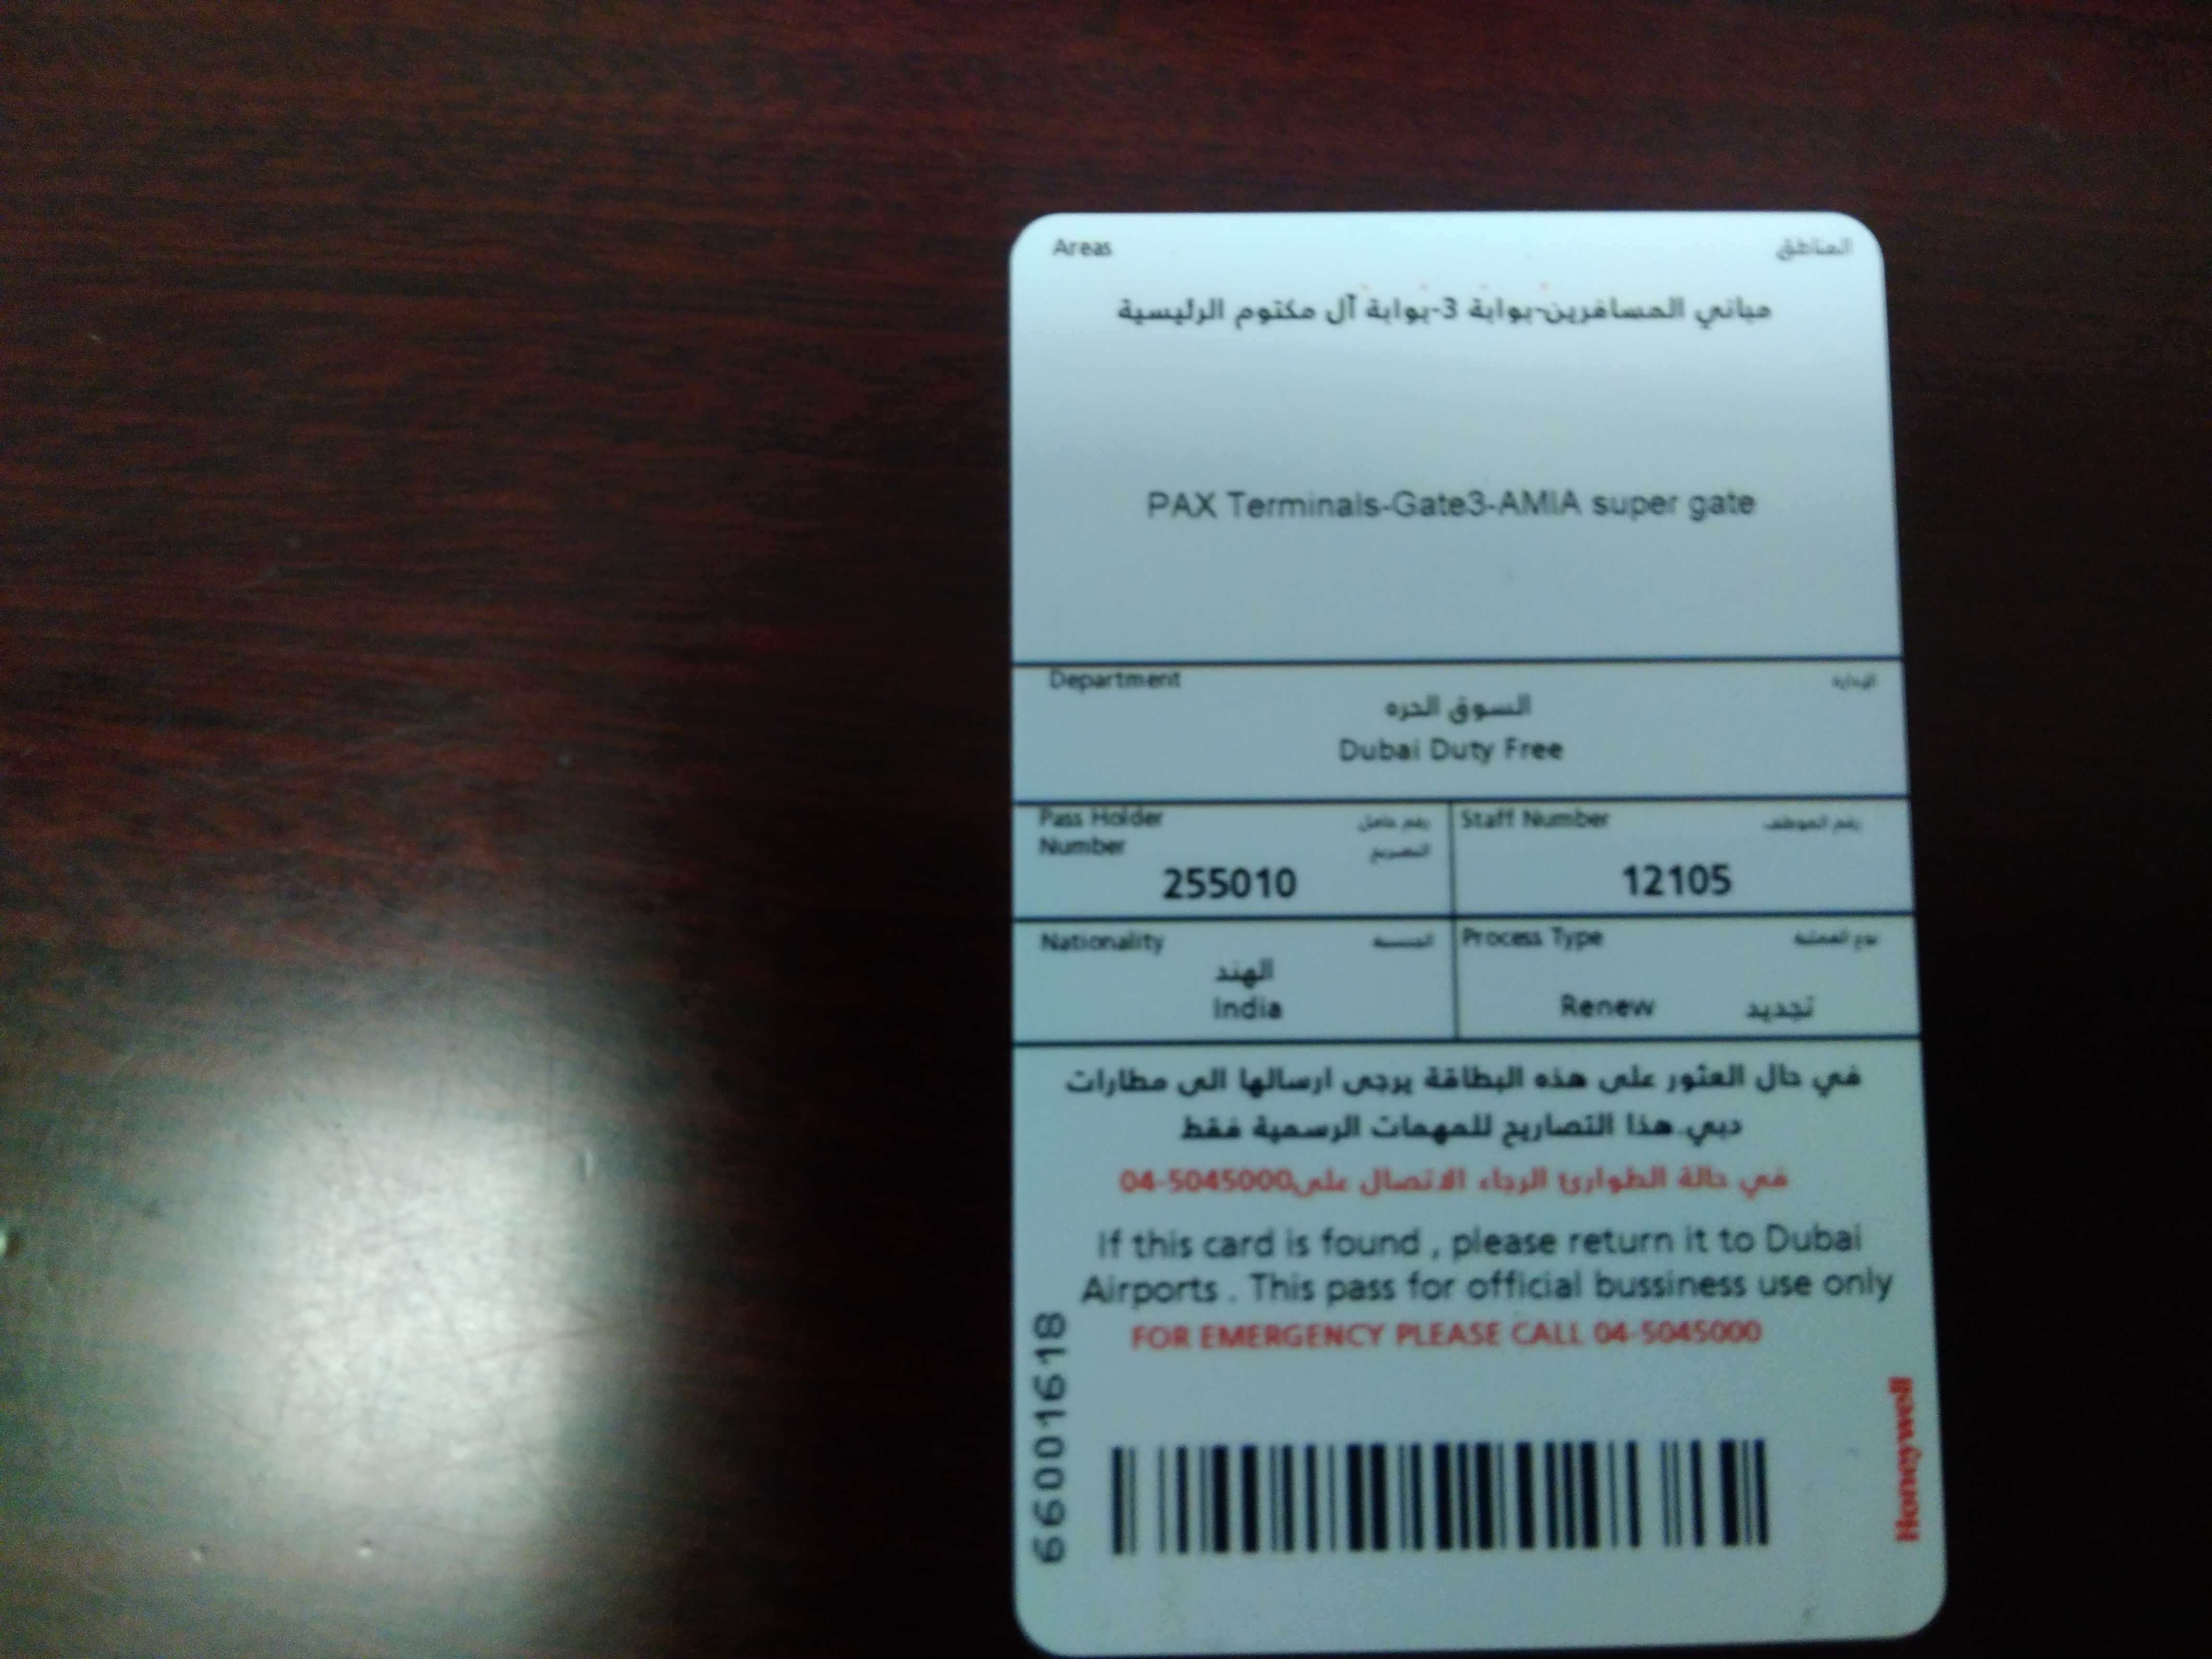 Areas المناطق
مباني المسافرين-بوابة 3-بوابة آل مكتوم الرئيسية
PAX Terminals-Gate3-AMIA super gate
Department الإدارة
السوق الحره
Dubai Duty Free
Pass Holder رقم حامل
Number التصريح
255010
Staff Number رقم الموظف
12105
Nationality الجنسية
الهند
India
Process Type نوع العملية
Renew تجديد
في حال العثور على هذه البطاقة يرجى ارسالها الى مطارات
دبي.هذا التصاريح للمهمات الرسمية فقط
في حالة الطوارئ الرجاء الاتصال على04-5045000
If this card is found , please return it to Dubai
Airports . This pass for official bussiness use only
FOR EMERGENCY PLEASE CALL 04-5045000
66001618
Honeywell